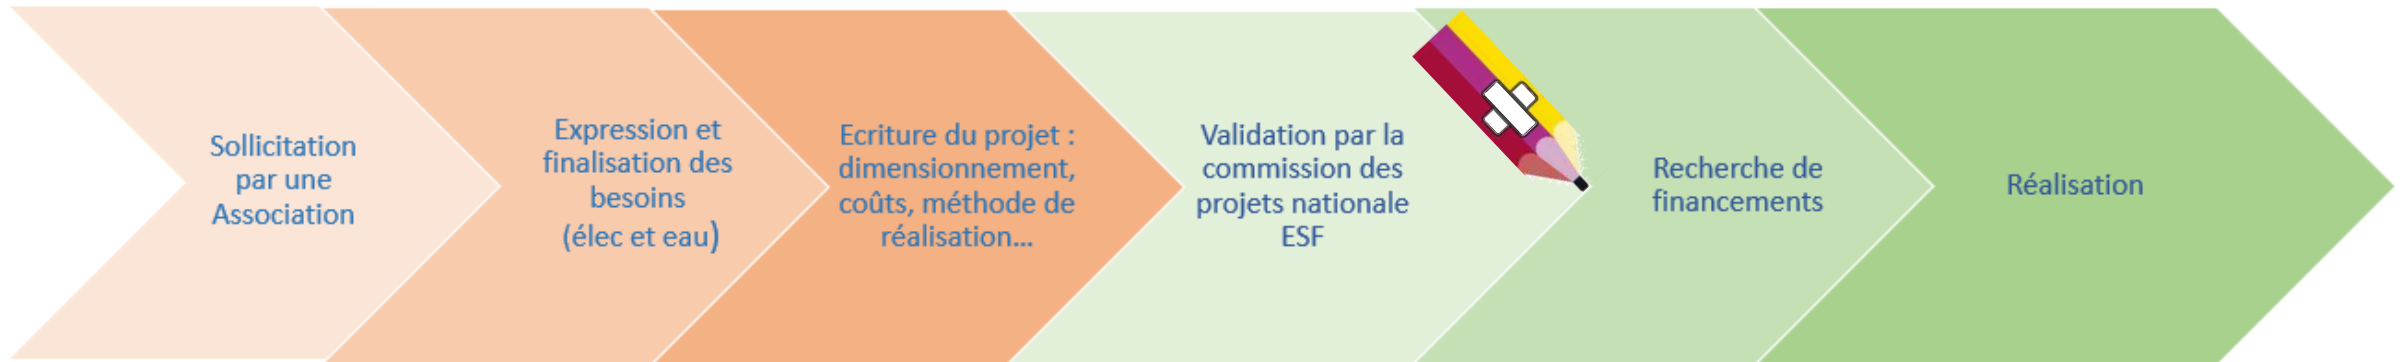 Sollicitation
par une
Association
Expression et
finalisation des
besoins
(élec et eau)
Ecriture du projet :
dimensionnement,
coûts, méthode de
réalisation...
Validation par la
commission des
projets nationale
ESF
Recherche de
financements
Réalisation